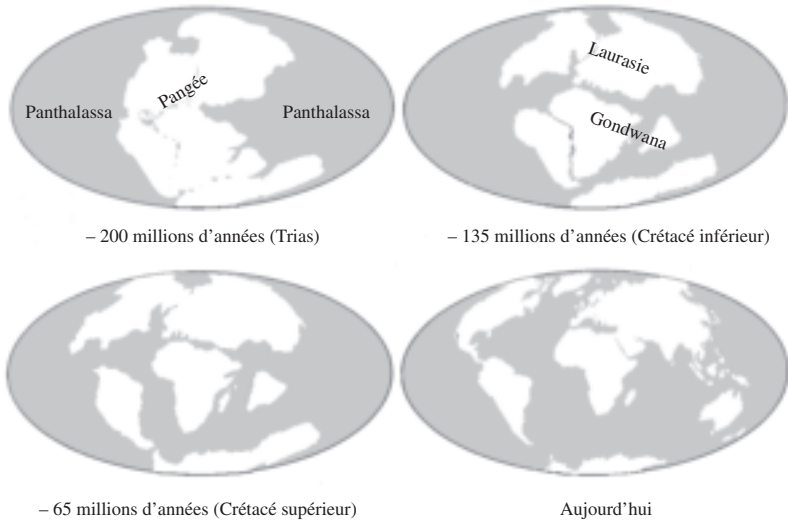 Panthalassa
Pangée
Panthalassa
Laurasie
Gondwana
– 200 millions d’années (Trias)
– 135 millions d’années (Crétacé inférieur)
– 65 millions d’années (Crétacé supérieur)
Aujourd’hui